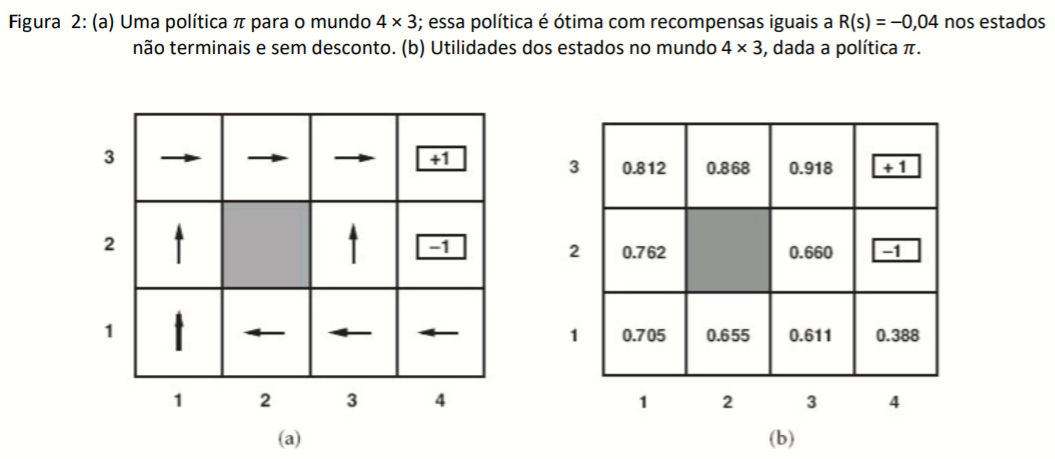 Figura 2: (a) Uma política π para o mundo 4 × 3; essa política é ótima com recompensas iguais a R(s) = –0,04 nos estados
não terminais e sem desconto. (b) Utilidades dos estados no mundo 4 × 3, dada a política π.
3 +1
2 –1
1
1 2 3 4
(a)
3 0.812 0.868 0.918 +1
2 0.762 0.660 –1
1 0.705 0.655 0.611 0.388
1 2 3 4
(b)